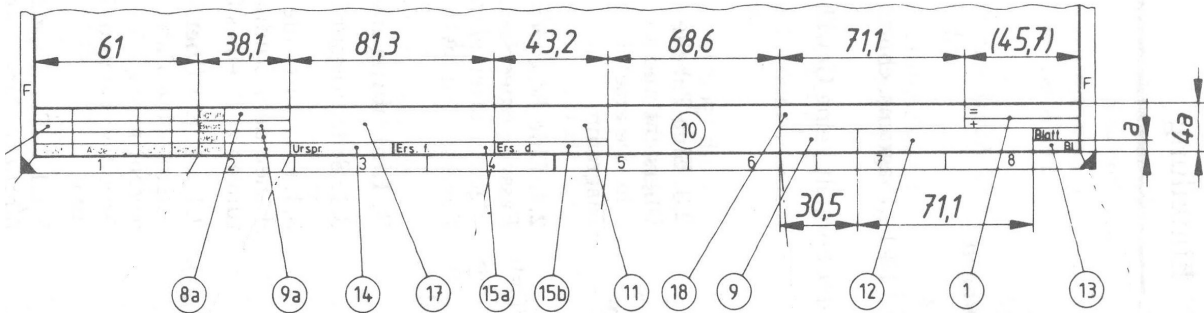 61 38,1 81,3 43,2 68,6 71,1 (45,7)
F F
a 4a
10
=
+
Blatt
Bl
Urspr Ers. f. Ers. d.
1 2 3 4 5 6 7 8
30,5 71,1
8a 9a 14 17 15a 15b 11 18 9 12 1 13